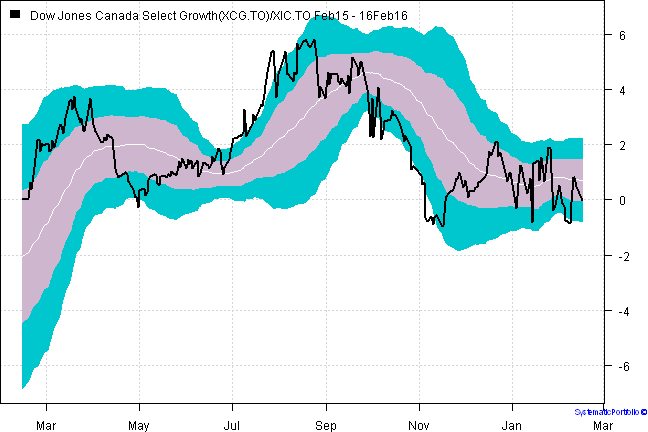 Dow Jones Canada Select Growth(XCG.TO)/XIC.TO Feb15 - 16Feb16
6
4
2
0
-2
-4
-6
SystematicPortfolio ©
Mar May Jul Sep Nov Jan Mar